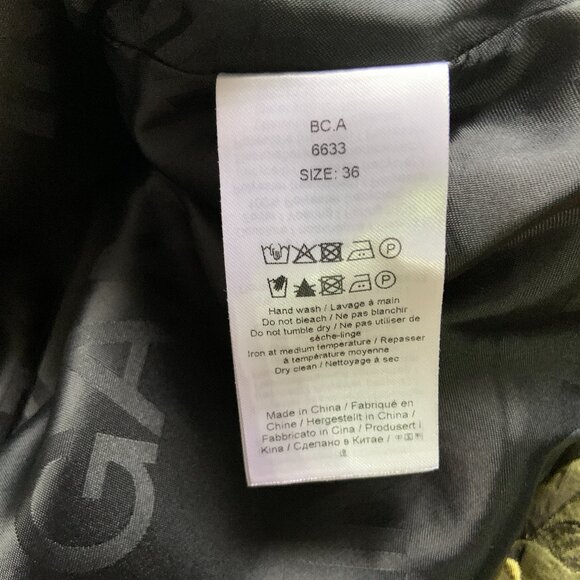 BC.A
6633
SIZE: 36
P
P
Hand wash / Lavage à main
Do not bleach / Ne pas blanchir
Do not tumble dry / Ne pas utiliser de
sèche-linge
Iron at medium temperature / Repasser
à température moyenne
Dry clean / Nettoyage à sec
Made in China / Fabriqué en
Chine / Hergestellt in China /
Fabbricato in Cina / Produsert i
Kina / Сделано в Китае /
GA